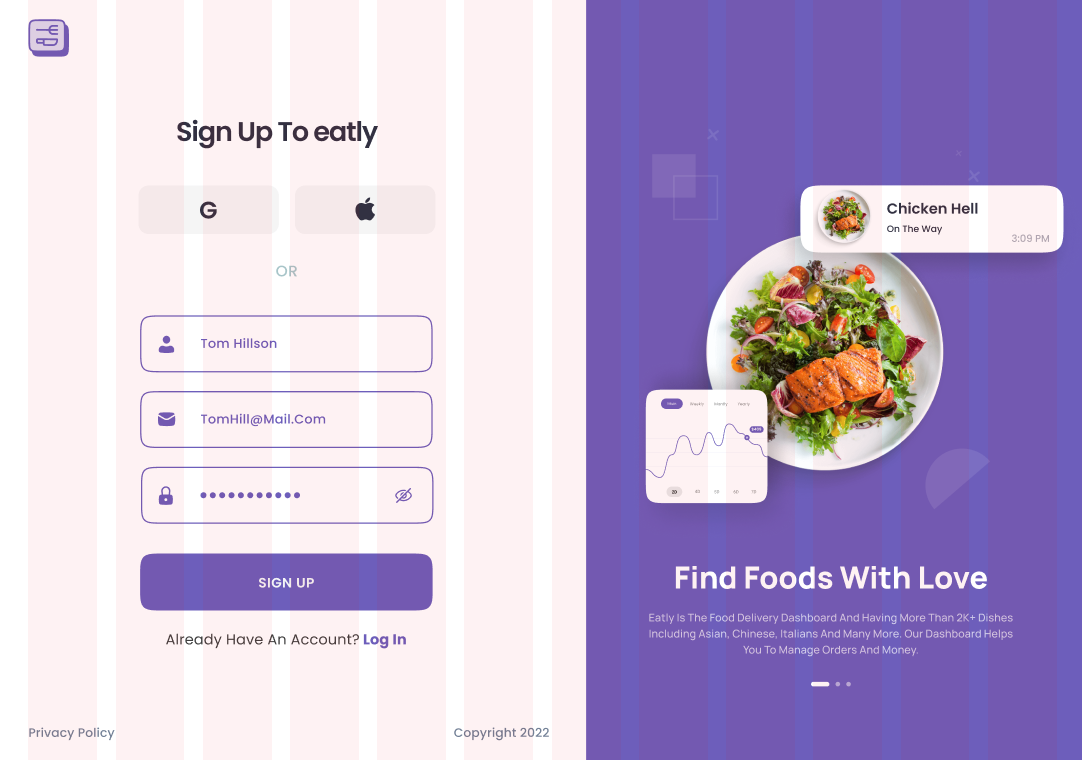 Sign Up To eatly
G
OR
Tom Hillson
TomHill@Mail.Com
SIGN UP
Already Have An Account? Log In
Privacy Policy
Copyright 2022
Chicken Hell
On The Way
3:09 PM
Weekly
Yearly
Find Foods With Love
Eatly Is The Food Delivery Dashboard And Having More Than 2K+ Dishes
Including Asian, Chinese, Italians And Many More. Our Dashboard Helps
You To Manage Orders And Money.